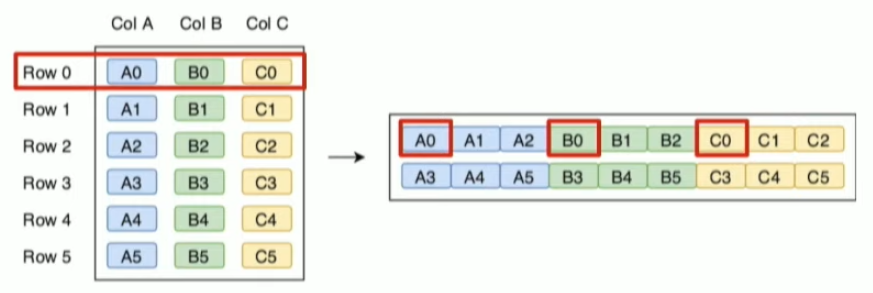 Col A Col B Col C
Row 0 A0 B0 C0
Row 1 A1 B1 C1
Row 2 A2 B2 C2
Row 3 A3 B3 C3
Row 4 A4 B4 C4
Row 5 A5 B5 C5
A0 A1 A2 B0 B1 B2 C0 C1 C2
A3 A4 A5 B3 B4 B5 C3 C4 C5